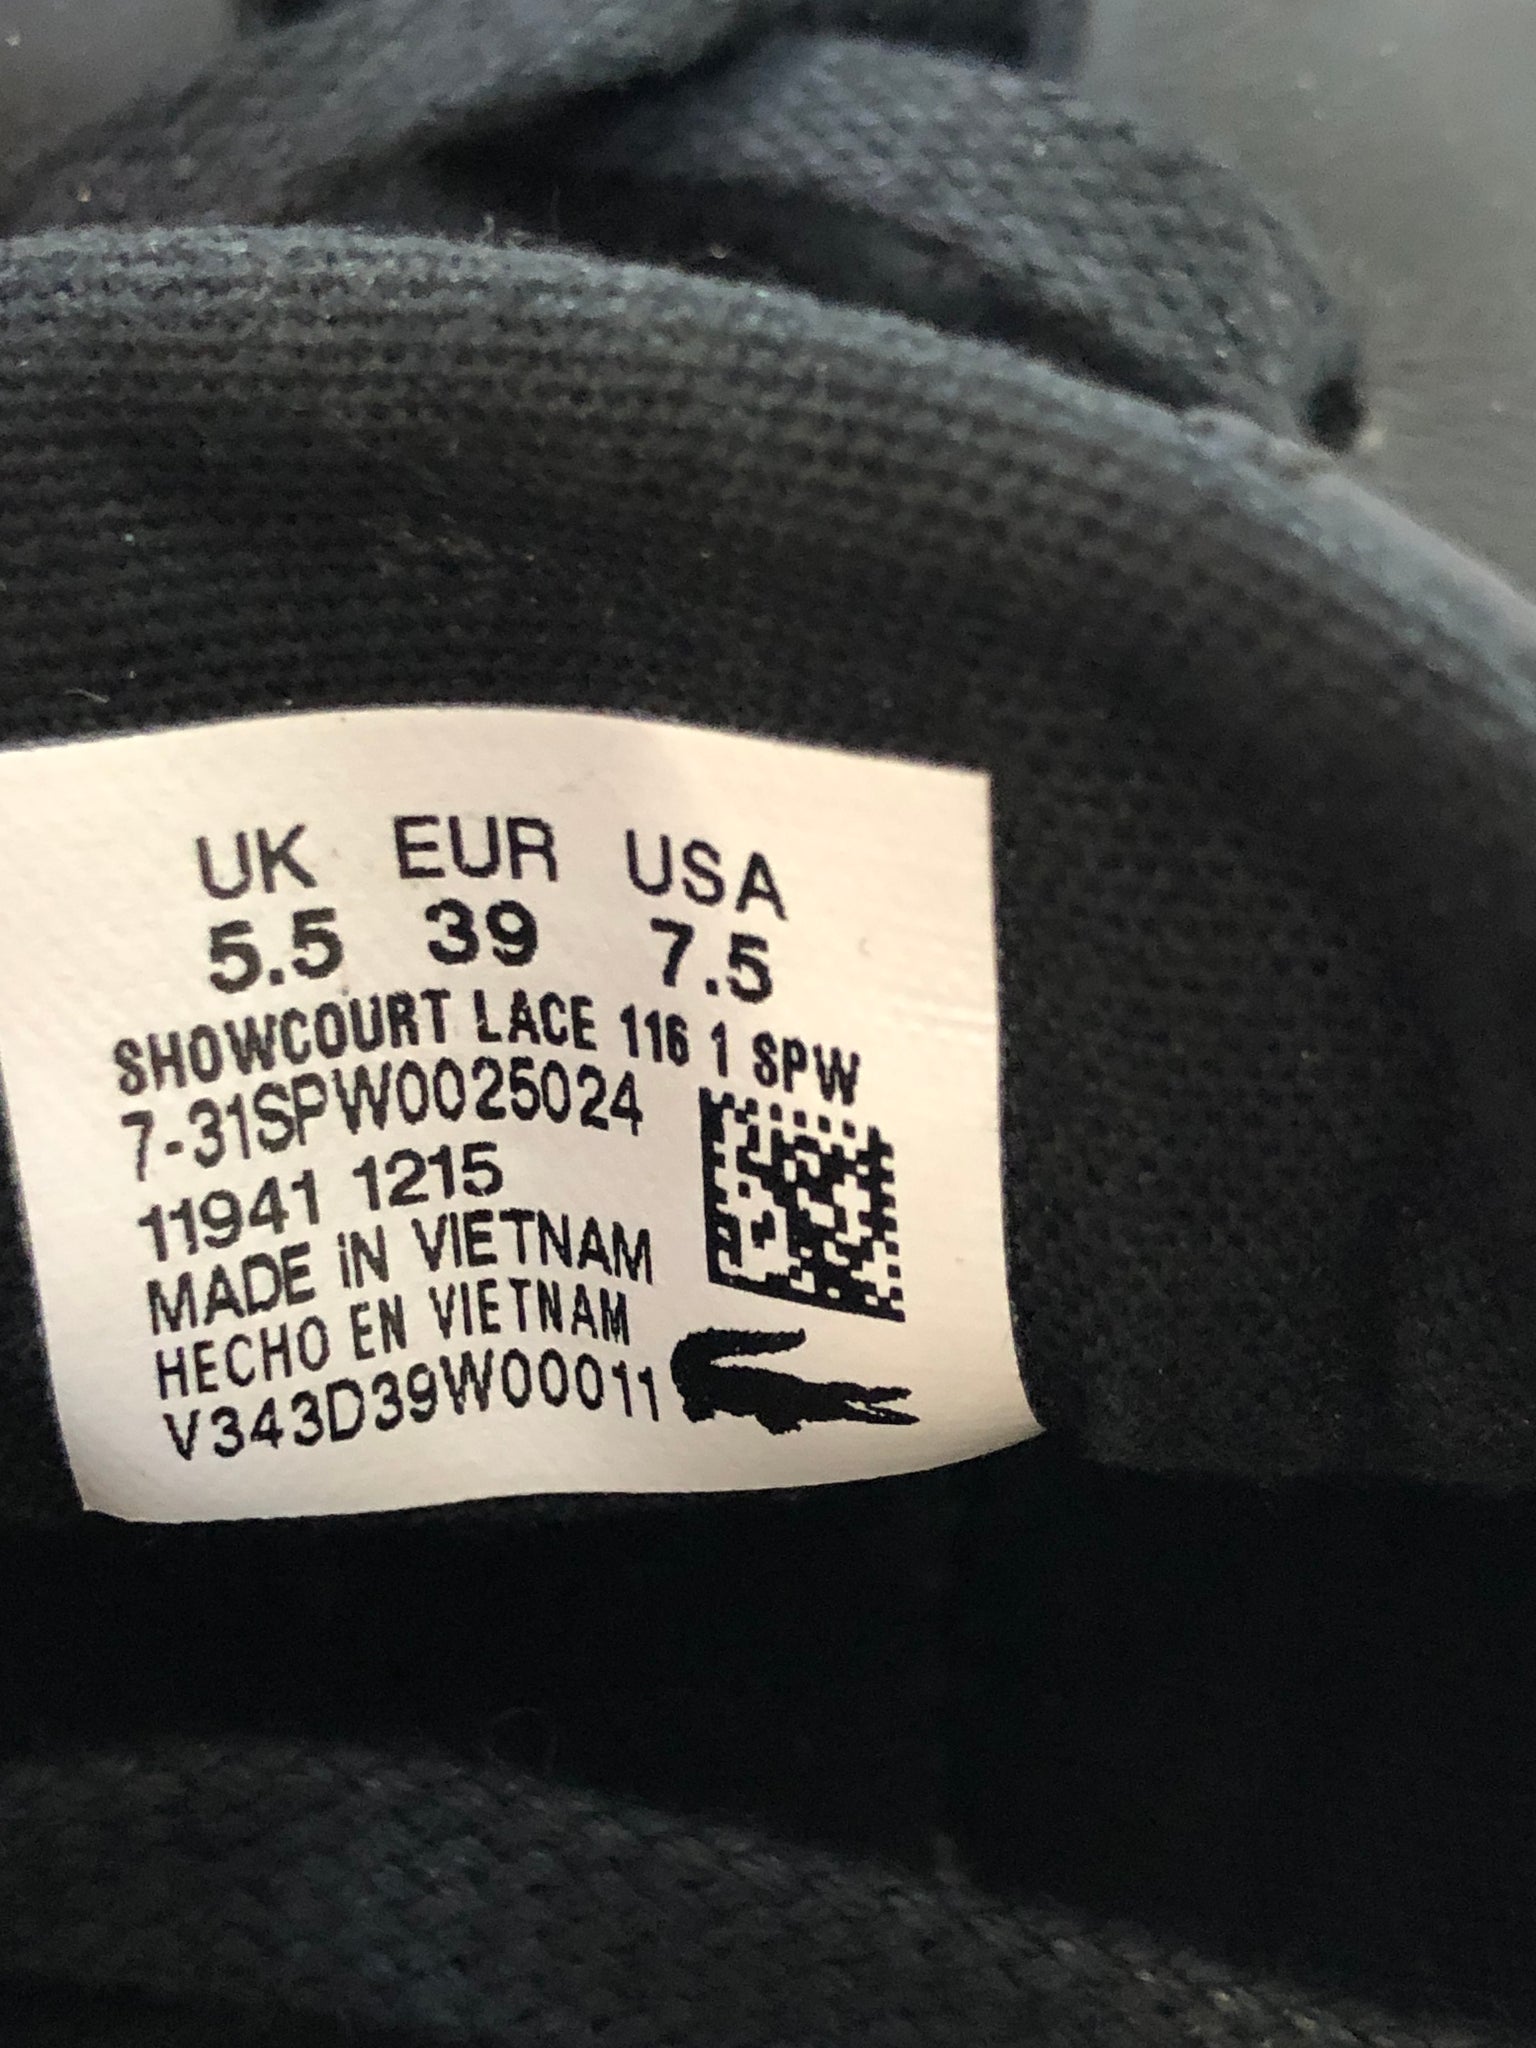 UK EUR USA
5.5 39 7.5
SHOWCOURT LACE 116 1 SPW
7-31SPW0025024
11941 1215
MADE iN VIETNAM
HECHO EN VIETNAM
V343D39W00011